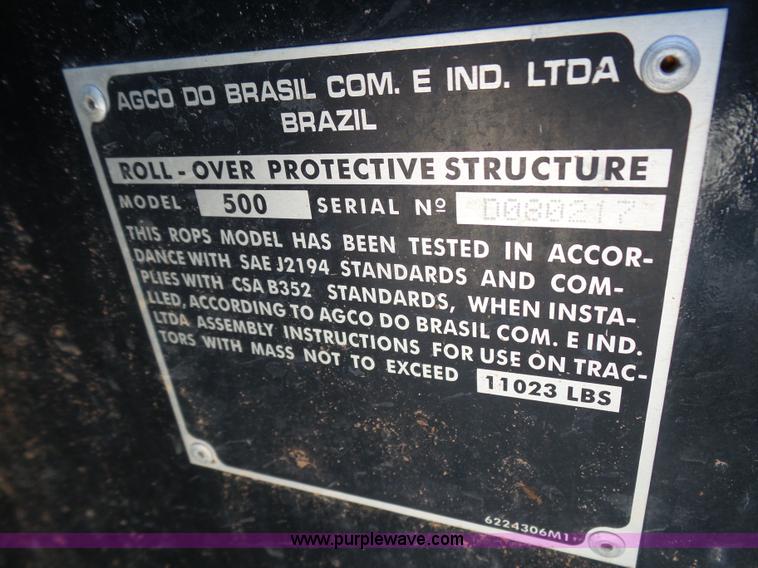 AGCO DO BRASIL COM. E IND. LTDA
BRAZIL
ROLL - OVER PROTECTIVE STRUCTURE
MODEL 500 SERIAL Nº D080217
THIS ROPS MODEL HAS BEEN TESTED IN ACCOR-
DANCE WITH SAE J2194 STANDARDS AND COM-
PLIES WITH CSA B352 STANDARDS, WHEN INSTA-
LLED, ACCORDING TO AGCO DO BRASIL COM. E IND.
LTDA ASSEMBLY INSTRUCTIONS FOR USE ON TRAC-
TORS WITH MASS NOT TO EXCEED 11023 LBS
6224306M1
www.purplewave.com